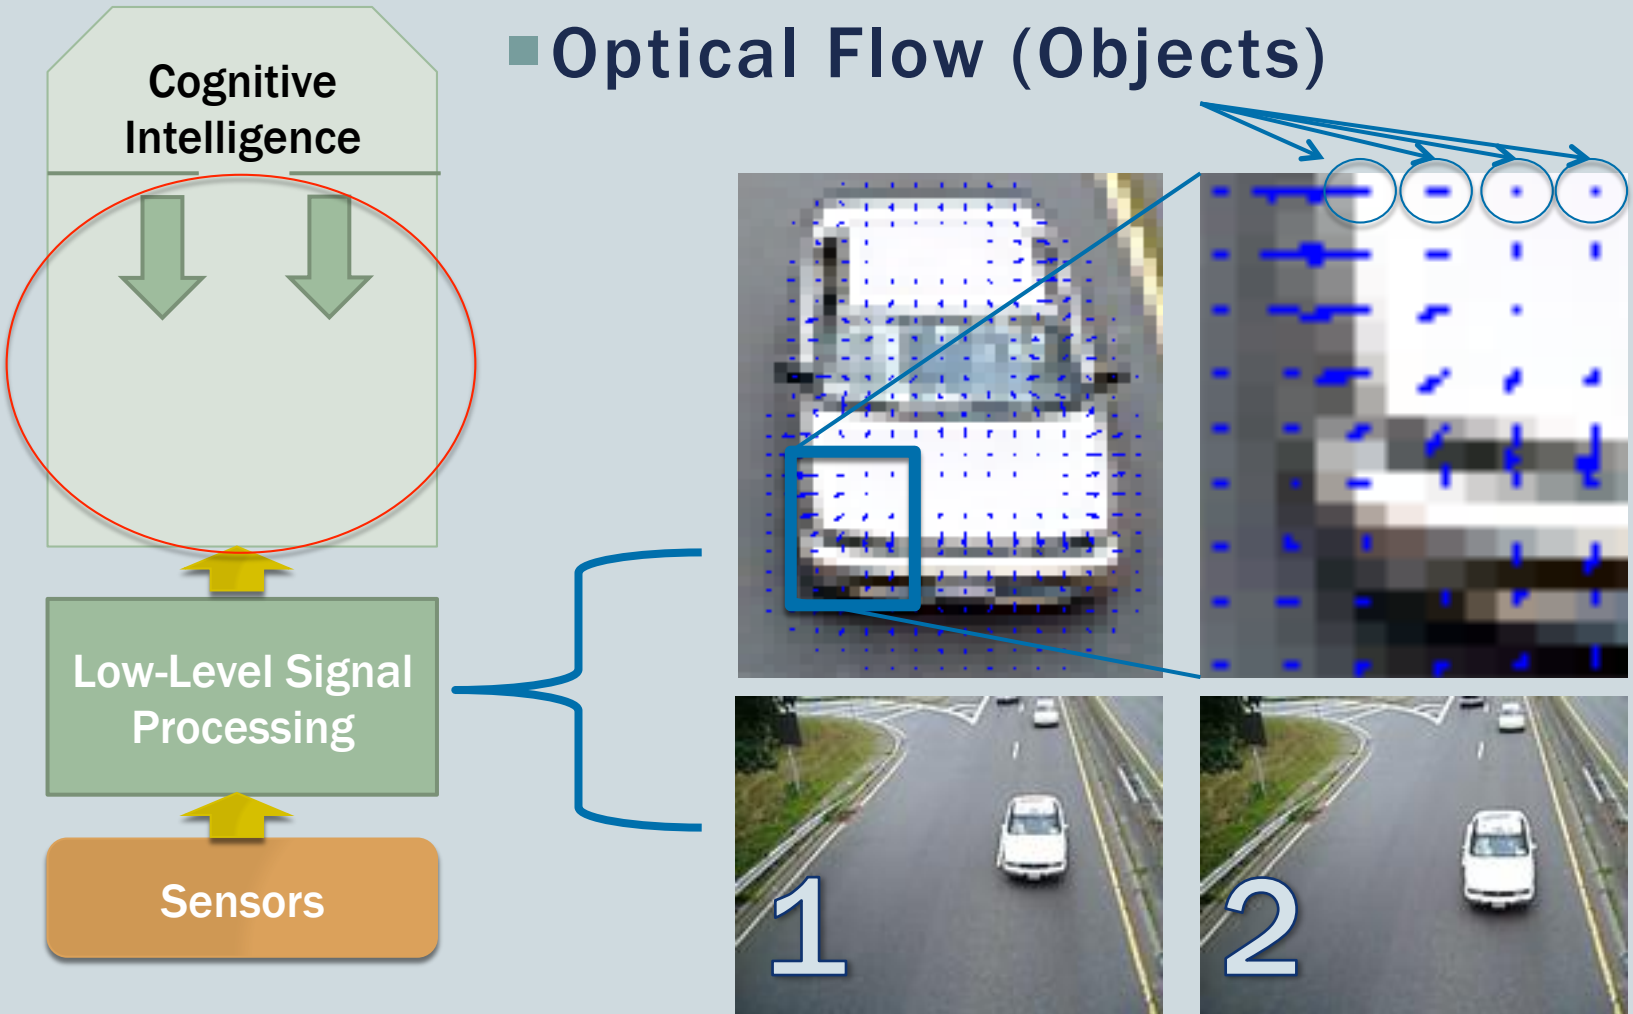 Optical Flow (Objects)
Cognitive
Intelligence
Low-Level Signal
Processing
Sensors
1
2